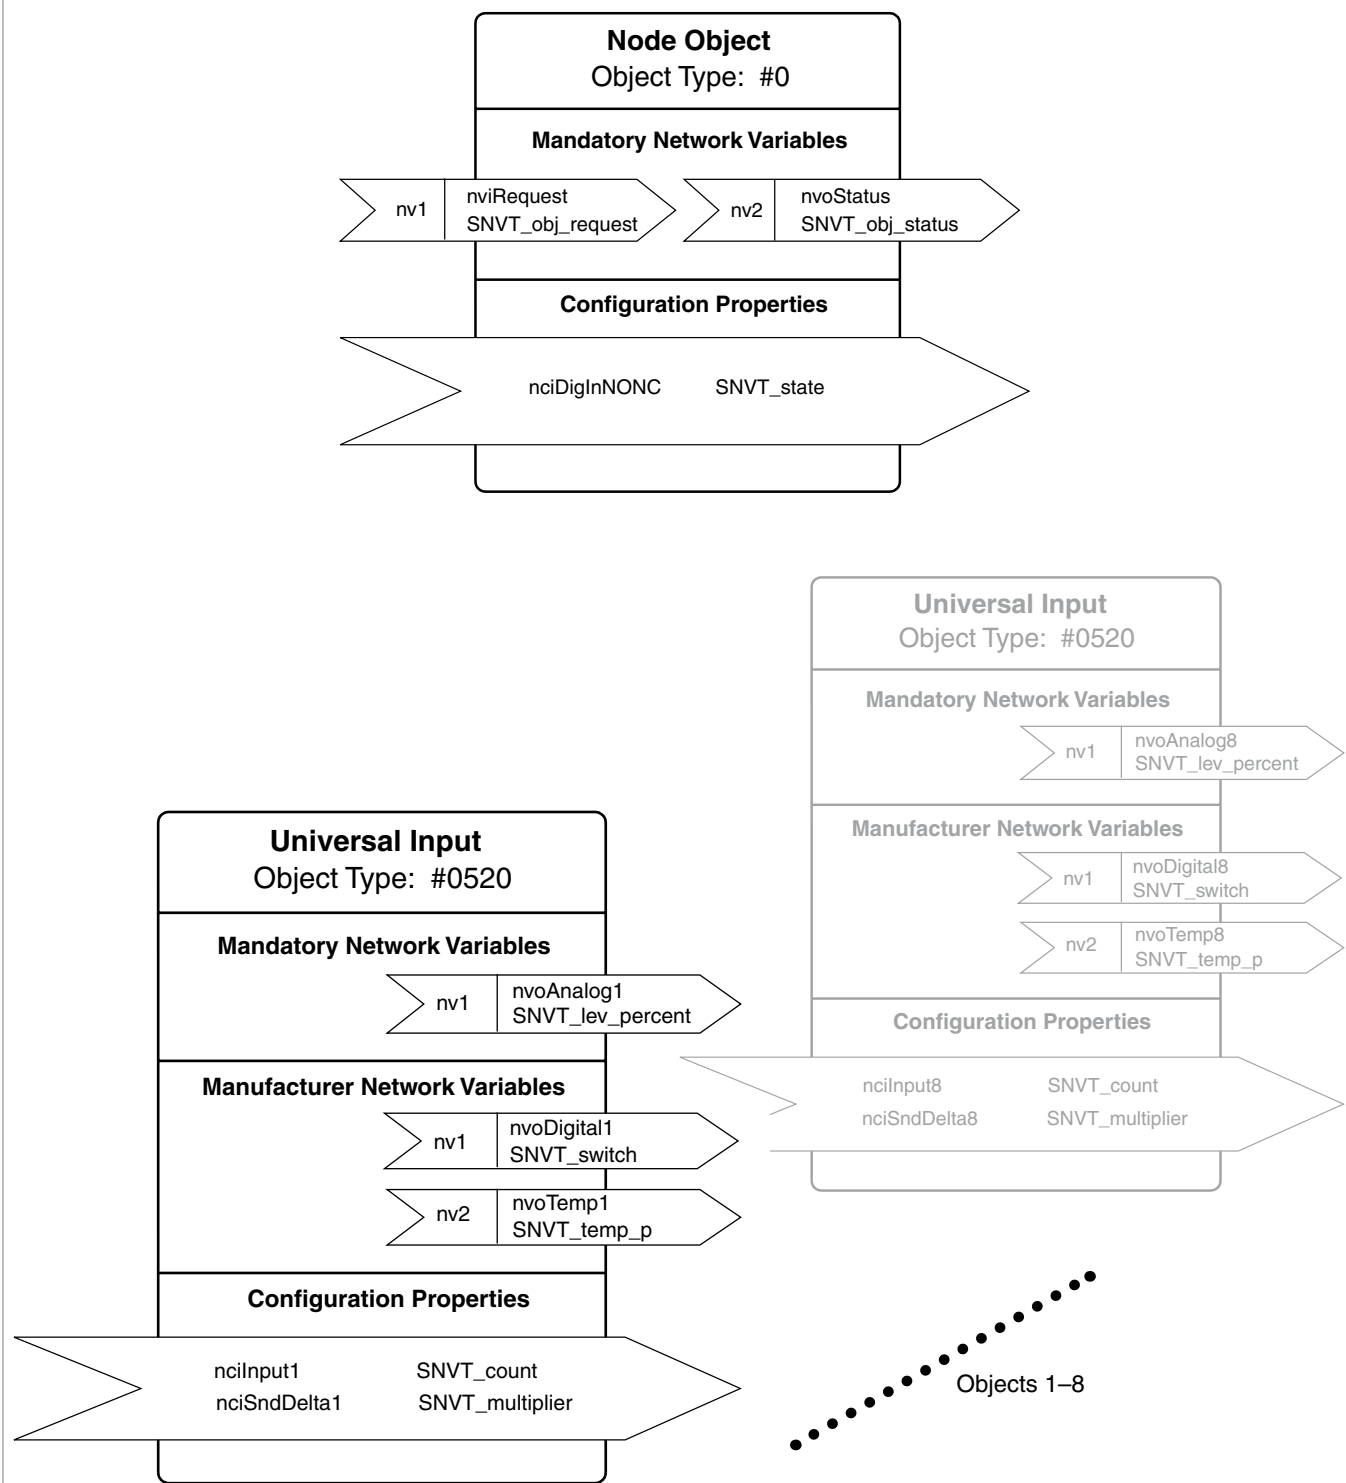 Node Object
Object Type: #0
Mandatory Network Variables
nv1
nviRequest
SNVT_obj_request
nv2
nvoStatus
SNVT_obj_status
Configuration Properties
nciDigInNONC SNVT_state
Universal Input
Object Type: #0520
Mandatory Network Variables
nv1
nvoAnalog8
SNVT_lev_percent
Manufacturer Network Variables
nv1
nvoDigital8
SNVT_switch
nv2
nvoTemp8
SNVT_temp_p
Configuration Properties
nciInput8 SNVT_count
nciSndDelta8 SNVT_multiplier
Universal Input
Object Type: #0520
Mandatory Network Variables
nv1
nvoAnalog1
SNVT_lev_percent
Manufacturer Network Variables
nv1
nvoDigital1
SNVT_switch
nv2
nvoTemp1
SNVT_temp_p
Configuration Properties
nciInput1 SNVT_count
nciSndDelta1 SNVT_multiplier
Objects 1–8